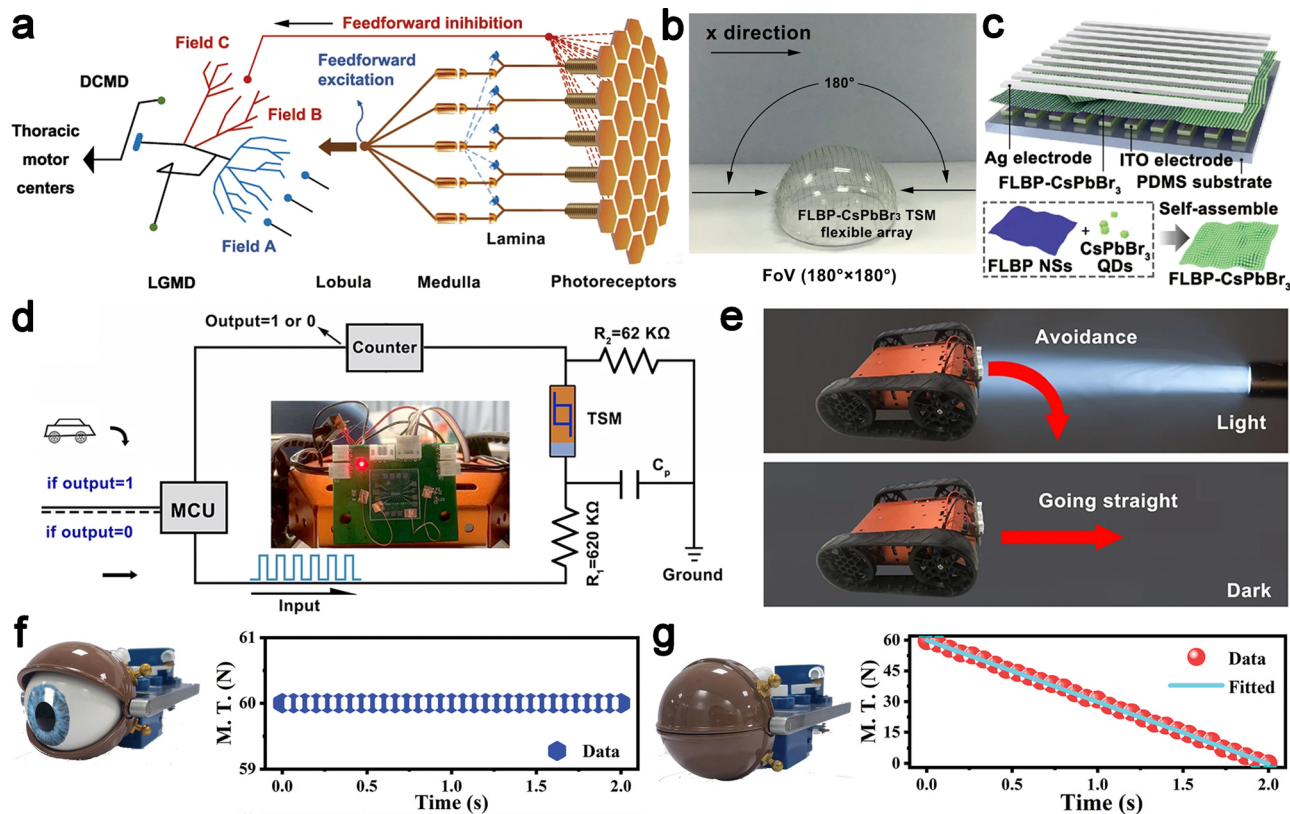 a
Feedforward inihibition
Field C
Feedforward
excitation
DCMD
Field B
Thoracic
motor
centers
Lamina
Field A
LGMD
Lobula
Medulla
Photoreceptors
b
x direction
180°
FLBP-CsPbBr₃ TSM
flexible array
FoV (180°×180°)
c
Ag electrode
ITO electrode
FLBP-CsPbBr₃
PDMS substrate
Self-assemble
+
CsPbBr₃
FLBP NSs
QDs
FLBP-CsPbBr₃
d
Output=1 or 0
Counter
R₂=62 KΩ
TSM
if output=1
MCU
Cₚ
if output=0
R₁=620 KΩ
Ground
Input
e
Avoidance
Light
Going straight
Dark
f
M. T. (N)
61
60
59
Data
0.0 0.5 1.0 1.5 2.0
Time (s)
g
M. T. (N)
60
45
30
15
0
Data
Fitted
0.0 0.5 1.0 1.5 2.0
Time (s)